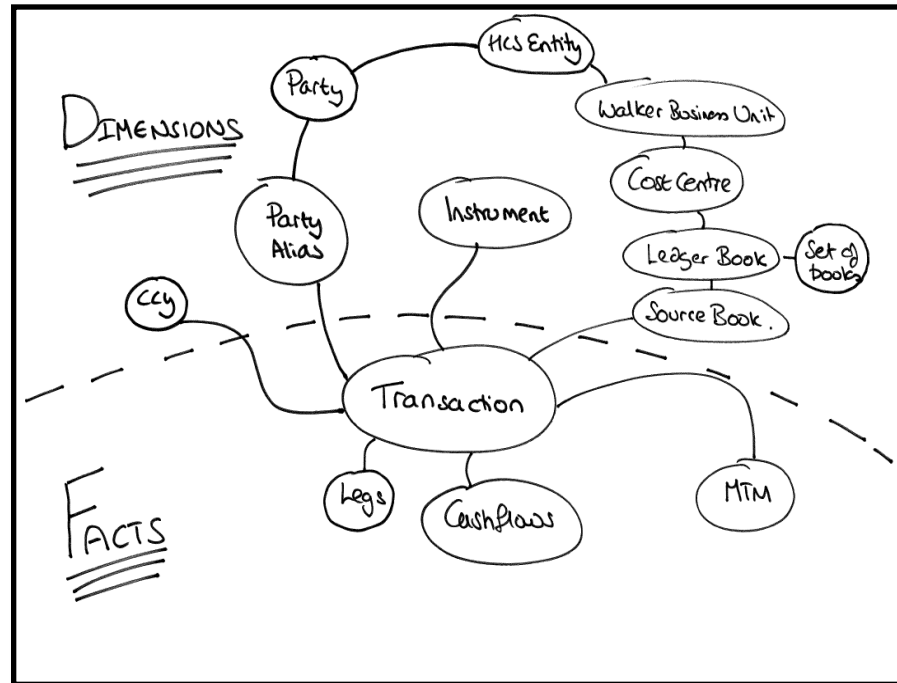 HCS Entity
Party
Walker Business Unit
DIMENSIONS
Cost Centre
Party
Alias
Instrument
Ledger Book
Set of
books
ccy
Source Book.
Transaction
Legs
Cashflows
MTM
FACTS